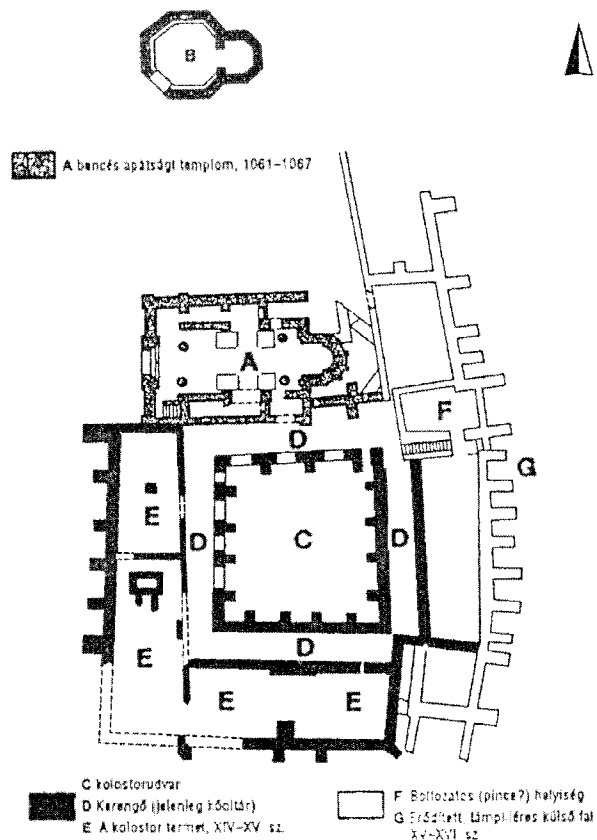 B
A bencés apátsági templom, 1061–1067
A
F
D
G
E
D
C
D
E
D
E
E
C kolostorudvar
D Kerengő (jelenleg kőoltár)
E A kolostor termei, XIV–XV. sz.
F Boltozatos (pince?) helyiség
G Erődített, támpilléres külső fal
XV–XVI. sz.